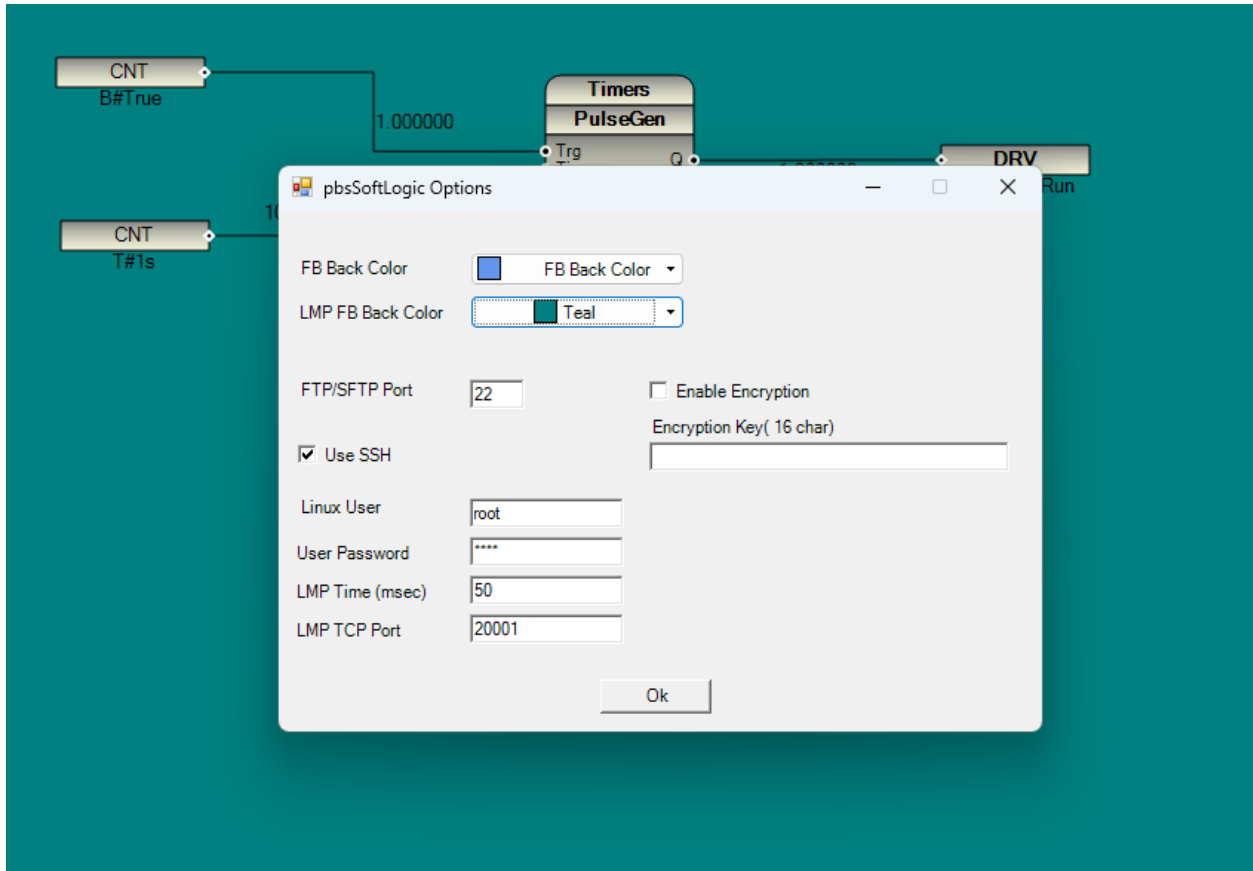 CNT
B#True
1.000000
Timers
PulseGen
Trg
Q
DRV
Run
CNT
T#1s
pbsSoftLogic Options
FB Back Color
FB Back Color
LMP FB Back Color
Teal
FTP/SFTP Port
22
Enable Encryption
Encryption Key( 16 char)
Use SSH
Linux User
root
User Password
****
LMP Time (msec)
50
LMP TCP Port
20001
Ok